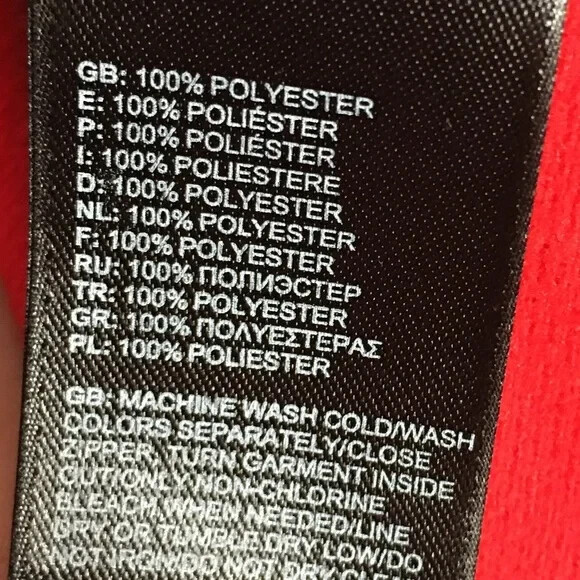 GB: 100% POLYESTER
E: 100% POLIÉSTER
P: 100% POLIÉSTER
I: 100% POLIESTERE
D: 100% POLYESTER
NL: 100% POLYESTER
F: 100% POLYESTER
RU: 100% ПОЛИЭСТЕР
TR: 100% POLYESTER
GR: 100% ΠΟΛΥΕΣΤΕΡΑΣ
PL: 100% POLIESTER
GB: MACHINE WASH COLD/WASH
COLORS SEPARATELY/CLOSE
ZIPPER, TURN GARMENT INSIDE
OUT/ONLY NON-CHLORINE
BLEACH, WHEN NEEDED/LINE
DRY OR TUMBLE DRY LOW/DO
NOT IRON/DO NOT DRY CLEAN